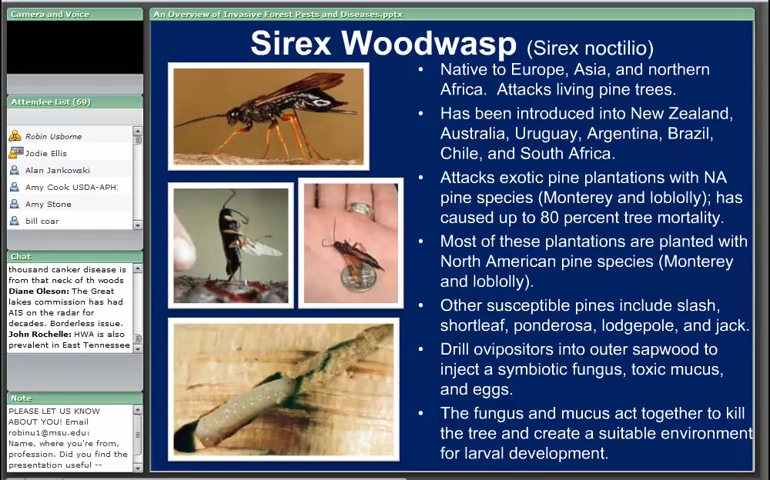 Camera and Voice
An Overview of Invasive Forest Pests and Diseases.pptx
Attendee List (69)
Robin Usborne
Jodie Ellis
Alan Jankowski
Amy Cook USDA-APH
Amy Stone
bill coar
Chat
thousand canker disease is
from that neck of th woods
Diane Oleson: The Great
lakes commission has had
AIS on the radar for
decades. Borderless issue.
John Rochelle: HWA is also
prevalent in East Tennessee
Note
PLEASE LET US KNOW
ABOUT YOU! Email
robinu1@msu.edu:
Name, where you're from,
profession. Did you find the
presentation useful --
Sirex Woodwasp (Sirex noctilio)
• Native to Europe, Asia, and northern
Africa. Attacks living pine trees.
• Has been introduced into New Zealand,
Australia, Uruguay, Argentina, Brazil,
Chile, and South Africa.
• Attacks exotic pine plantations with NA
pine species (Monterey and loblolly); has
caused up to 80 percent tree mortality.
• Most of these plantations are planted with
North American pine species (Monterey
and loblolly).
• Other susceptible pines include slash,
shortleaf, ponderosa, lodgepole, and jack.
• Drill ovipositors into outer sapwood to
inject a symbiotic fungus, toxic mucus,
and eggs.
• The fungus and mucus act together to kill
the tree and create a suitable environment
for larval development.